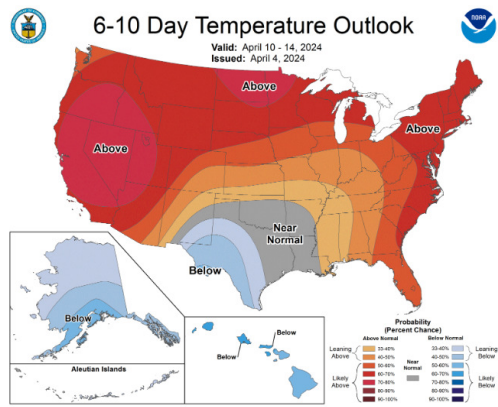 6-10 Day Temperature Outlook
Valid: April 10 - 14, 2024
Issued: April 4, 2024
NOAA
Above
Above
Above
Near
Normal
Below
Below
Aleutian Islands
Below
Below
Probability
(Percent Chance)
Above Normal
Below Normal
Leaning
Above
Likely
Above
33-40%
40-50%
50-60%
60-70%
70-80%
80-90%
90-100%
Near
Normal
33-40%
40-50%
50-60%
60-70%
70-80%
80-90%
90-100%
Leaning
Below
Likely
Below